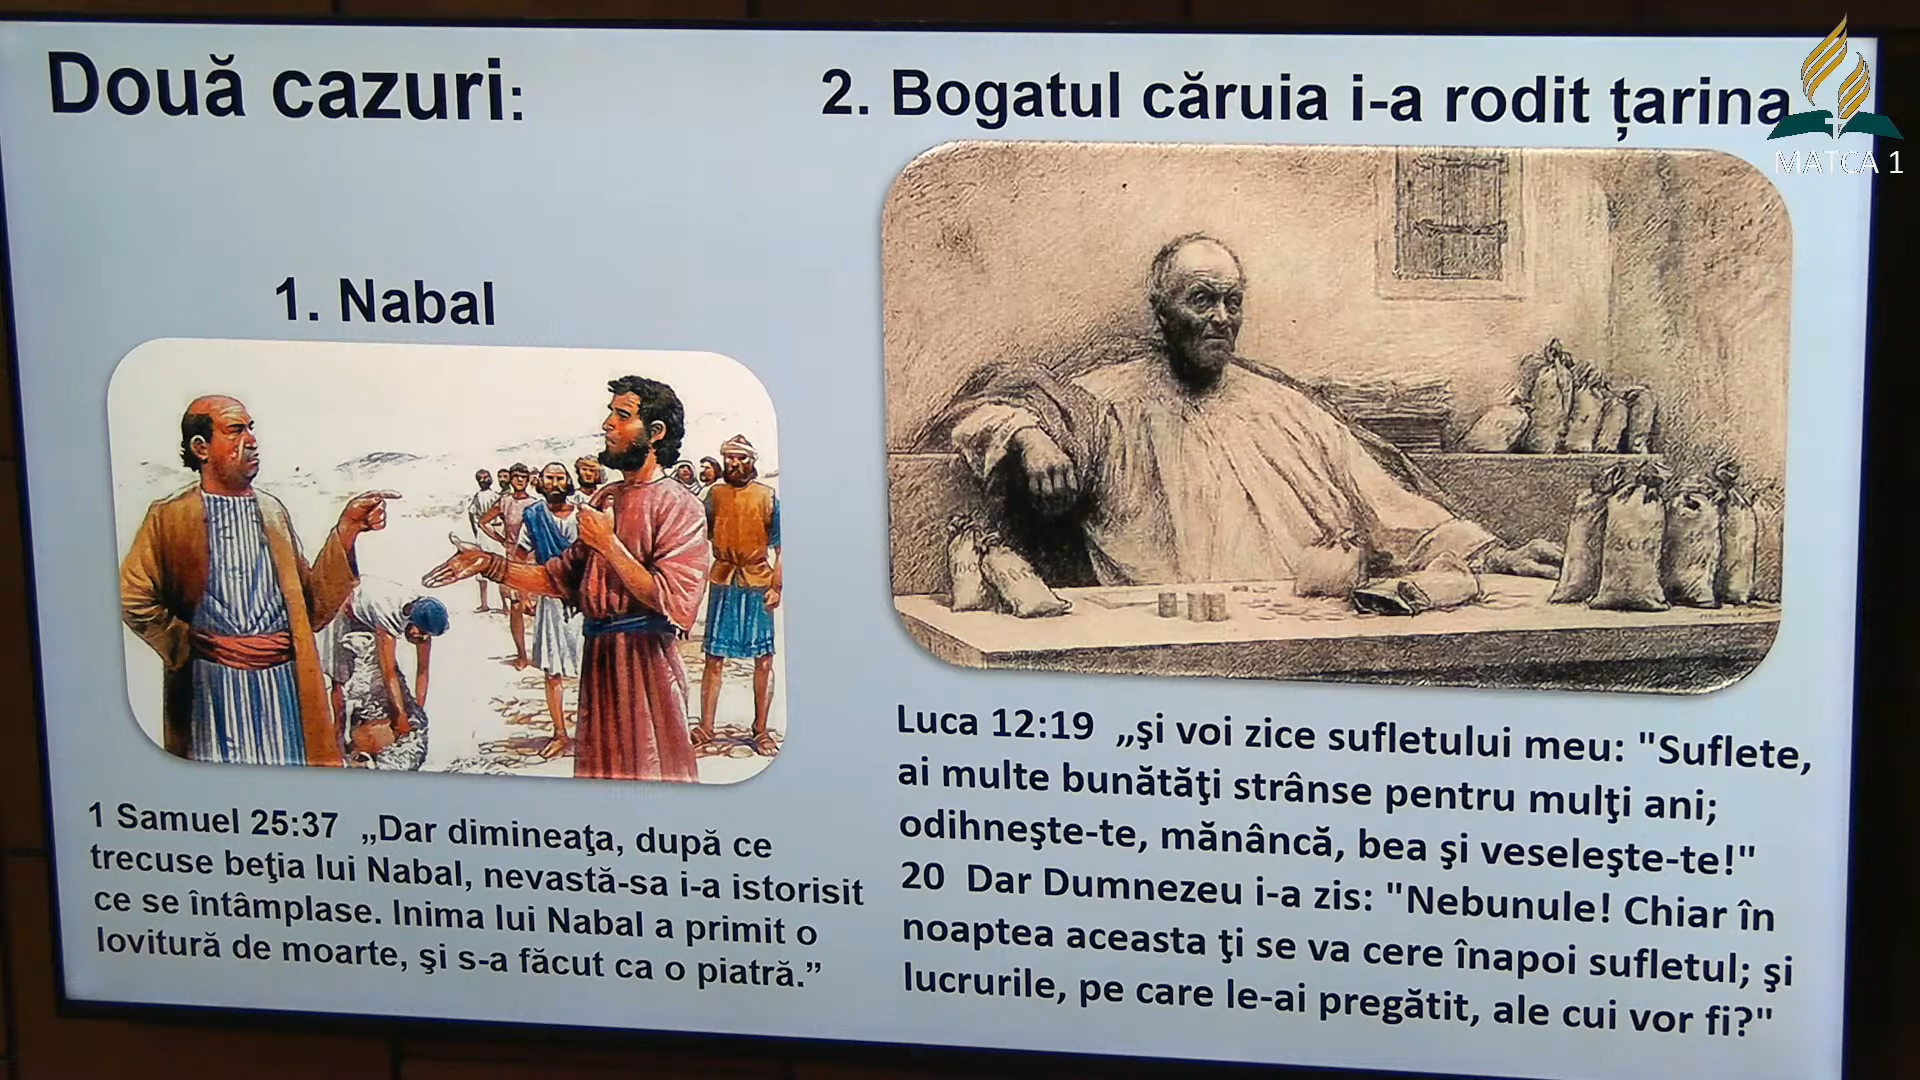 Două cazuri:
1. Nabal
1 Samuel 25:37 „Dar dimineaţa, după ce
trecuse beţia lui Nabal, nevastă-sa i-a istorisit
ce se întâmplase. Inima lui Nabal a primit o
lovitură de moarte, şi s-a făcut ca o piatră.”
2. Bogatul căruia i-a rodit țarina
Luca 12:19 „şi voi zice sufletului meu: "Suflete,
ai multe bunătăţi strânse pentru mulţi ani;
odihneşte-te, mănâncă, bea şi veseleşte-te!"
20 Dar Dumnezeu i-a zis: "Nebunule! Chiar în
noaptea aceasta ţi se va cere înapoi sufletul; şi
lucrurile, pe care le-ai pregătit, ale cui vor fi?"
MATCA 1